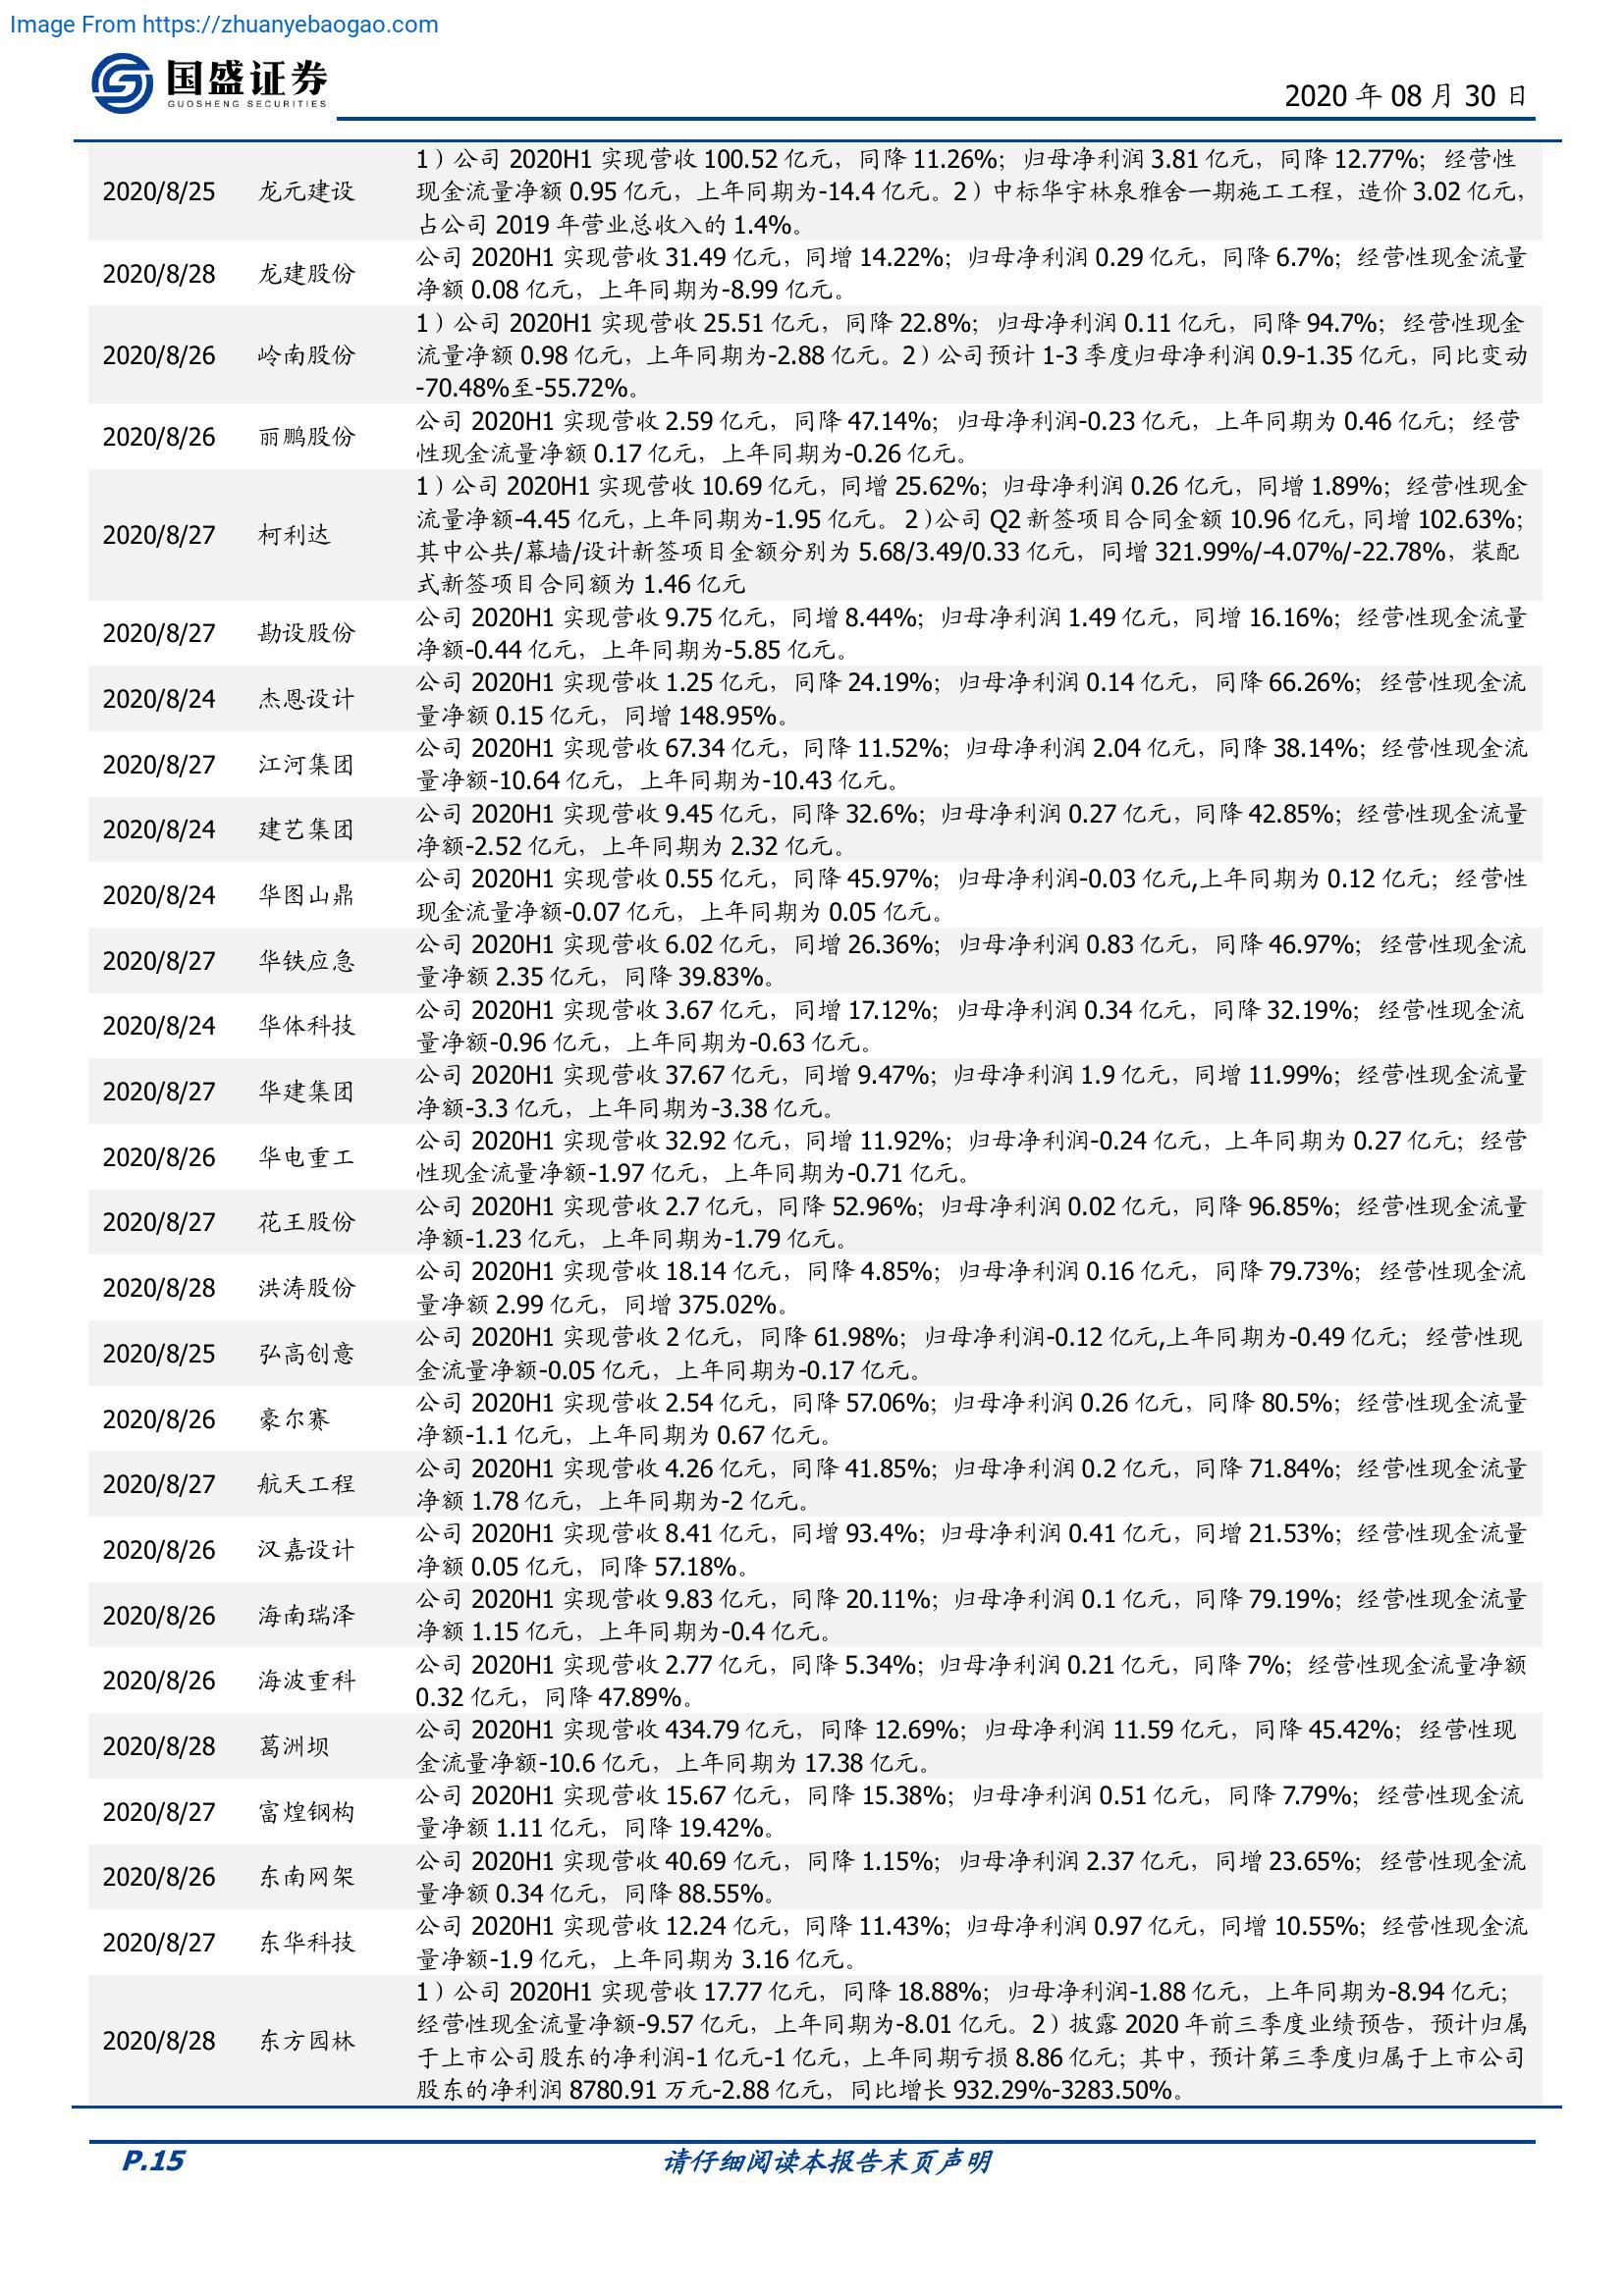 Image From https://zhuanyebaogao.com
国盛证券
GUOSHENG SECURITIES
2020 年 08 月 30 日
1）公司 2020H1 实现营收 100.52 亿元，同降 11.26%；归母净利润 3.81 亿元，同降 12.77%；经营性
2020/8/25 龙元建设 现金流量净额 0.95 亿元，上年同期为-14.4 亿元。2）中标华宇林泉雅舍一期施工工程，造价 3.02 亿元，
占公司 2019 年营业总收入的 1.4%。
2020/8/28 龙建股份 公司 2020H1 实现营收 31.49 亿元，同增 14.22%；归母净利润 0.29 亿元，同降 6.7%；经营性现金流量
净额 0.08 亿元，上年同期为-8.99 亿元。
1）公司 2020H1 实现营收 25.51 亿元，同降 22.8%；归母净利润 0.11 亿元，同降 94.7%；经营性现金
2020/8/26 岭南股份 流量净额 0.98 亿元，上年同期为-2.88 亿元。2）公司预计 1-3 季度归母净利润 0.9-1.35 亿元，同比变动
-70.48%至-55.72%。
2020/8/26 丽鹏股份 公司 2020H1 实现营收 2.59 亿元，同降 47.14%；归母净利润-0.23 亿元，上年同期为 0.46 亿元；经营
性现金流量净额 0.17 亿元，上年同期为-0.26 亿元。
1）公司 2020H1 实现营收 10.69 亿元，同增 25.62%；归母净利润 0.26 亿元，同增 1.89%；经营性现金
流量净额-4.45 亿元，上年同期为-1.95 亿元。 2）公司 Q2 新签项目合同金额 10.96 亿元，同增 102.63%；
2020/8/27 柯利达 其中公共/幕墙/设计新签项目金额分别为 5.68/3.49/0.33 亿元，同增 321.99%/-4.07%/-22.78%，装配
式新签项目合同额为 1.46 亿元
2020/8/27 勘设股份 公司 2020H1 实现营收 9.75 亿元，同增 8.44%；归母净利润 1.49 亿元，同增 16.16%；经营性现金流量
净额-0.44 亿元，上年同期为-5.85 亿元。
2020/8/24 杰恩设计 公司 2020H1 实现营收 1.25 亿元，同降 24.19%；归母净利润 0.14 亿元，同降 66.26%；经营性现金流
量净额 0.15 亿元，同增 148.95%。
2020/8/27 江河集团 公司 2020H1 实现营收 67.34 亿元，同降 11.52%；归母净利润 2.04 亿元，同降 38.14%；经营性现金流
量净额-10.64 亿元，上年同期为-10.43 亿元。
2020/8/24 建艺集团 公司 2020H1 实现营收 9.45 亿元，同降 32.6%；归母净利润 0.27 亿元，同降 42.85%；经营性现金流量
净额-2.52 亿元，上年同期为 2.32 亿元。
2020/8/24 华图山鼎 公司 2020H1 实现营收 0.55 亿元，同降 45.97%；归母净利润-0.03 亿元,上年同期为 0.12 亿元；经营性
现金流量净额-0.07 亿元，上年同期为 0.05 亿元。
2020/8/27 华铁应急 公司 2020H1 实现营收 6.02 亿元，同增 26.36%；归母净利润 0.83 亿元，同降 46.97%；经营性现金流
量净额 2.35 亿元，同降 39.83%。
2020/8/24 华体科技 公司 2020H1 实现营收 3.67 亿元，同增 17.12%；归母净利润 0.34 亿元，同降 32.19%；经营性现金流
量净额-0.96 亿元，上年同期为-0.63 亿元。
2020/8/27 华建集团 公司 2020H1 实现营收 37.67 亿元，同增 9.47%；归母净利润 1.9 亿元，同增 11.99%；经营性现金流量
净额-3.3 亿元，上年同期为-3.38 亿元。
2020/8/26 华电重工 公司 2020H1 实现营收 32.92 亿元，同增 11.92%；归母净利润-0.24 亿元，上年同期为 0.27 亿元；经营
性现金流量净额-1.97 亿元，上年同期为-0.71 亿元。
2020/8/27 花王股份 公司 2020H1 实现营收 2.7 亿元，同降 52.96%；归母净利润 0.02 亿元，同降 96.85%；经营性现金流量
净额-1.23 亿元，上年同期为-1.79 亿元。
2020/8/28 洪涛股份 公司 2020H1 实现营收 18.14 亿元，同降 4.85%；归母净利润 0.16 亿元，同降 79.73%；经营性现金流
量净额 2.99 亿元，同增 375.02%。
2020/8/25 弘高创意 公司 2020H1 实现营收 2 亿元，同降 61.98%；归母净利润-0.12 亿元,上年同期为-0.49 亿元；经营性现
金流量净额-0.05 亿元，上年同期为-0.17 亿元。
2020/8/26 豪尔赛 公司 2020H1 实现营收 2.54 亿元，同降 57.06%；归母净利润 0.26 亿元，同降 80.5%；经营性现金流量
净额-1.1 亿元，上年同期为 0.67 亿元。
2020/8/27 航天工程 公司 2020H1 实现营收 4.26 亿元，同降 41.85%；归母净利润 0.2 亿元，同降 71.84%；经营性现金流量
净额 1.78 亿元，上年同期为-2 亿元。
2020/8/26 汉嘉设计 公司 2020H1 实现营收 8.41 亿元，同增 93.4%；归母净利润 0.41 亿元，同增 21.53%；经营性现金流量
净额 0.05 亿元，同降 57.18%。
2020/8/26 海南瑞泽 公司 2020H1 实现营收 9.83 亿元，同降 20.11%；归母净利润 0.1 亿元，同降 79.19%；经营性现金流量
净额 1.15 亿元，上年同期为-0.4 亿元。
2020/8/26 海波重科 公司 2020H1 实现营收 2.77 亿元，同降 5.34%；归母净利润 0.21 亿元，同降 7%；经营性现金流量净额
0.32 亿元，同降 47.89%。
2020/8/28 葛洲坝 公司 2020H1 实现营收 434.79 亿元，同降 12.69%；归母净利润 11.59 亿元，同降 45.42%；经营性现
金流量净额-10.6 亿元，上年同期为 17.38 亿元。
2020/8/27 富煌钢构 公司 2020H1 实现营收 15.67 亿元，同降 15.38%；归母净利润 0.51 亿元，同降 7.79%；经营性现金流
量净额 1.11 亿元，同降 19.42%。
2020/8/26 东南网架 公司 2020H1 实现营收 40.69 亿元，同降 1.15%；归母净利润 2.37 亿元，同增 23.65%；经营性现金流
量净额 0.34 亿元，同降 88.55%。
2020/8/27 东华科技 公司 2020H1 实现营收 12.24 亿元，同降 11.43%；归母净利润 0.97 亿元，同增 10.55%；经营性现金流
量净额-1.9 亿元，上年同期为 3.16 亿元。
1）公司 2020H1 实现营收 17.77 亿元，同降 18.88%；归母净利润-1.88 亿元，上年同期为-8.94 亿元；
经营性现金流量净额-9.57 亿元，上年同期为-8.01 亿元。2）披露 2020 年前三季度业绩预告，预计归属
2020/8/28 东方园林 于上市公司股东的净利润-1 亿元-1 亿元，上年同期亏损 8.86 亿元；其中，预计第三季度归属于上市公司
股东的净利润 8780.91 万元-2.88 亿元，同比增长 932.29%-3283.50%。
P.15 请仔细阅读本报告末页声明